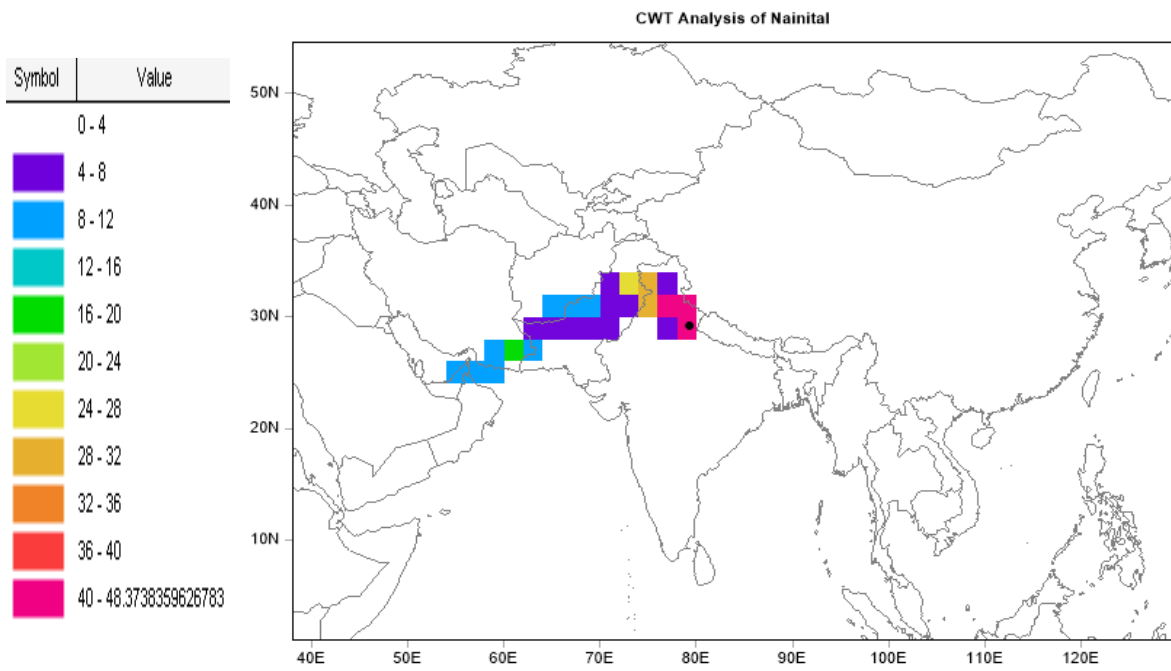 CWT Analysis of Nainital
Symbol Value
0 - 4
4 - 8
8 - 12
12 - 16
16 - 20
20 - 24
24 - 28
28 - 32
32 - 36
36 - 40
40 - 48.3738359626783
50N
40N
30N
20N
10N
40E 50E 60E 70E 80E 90E 100E 110E 120E